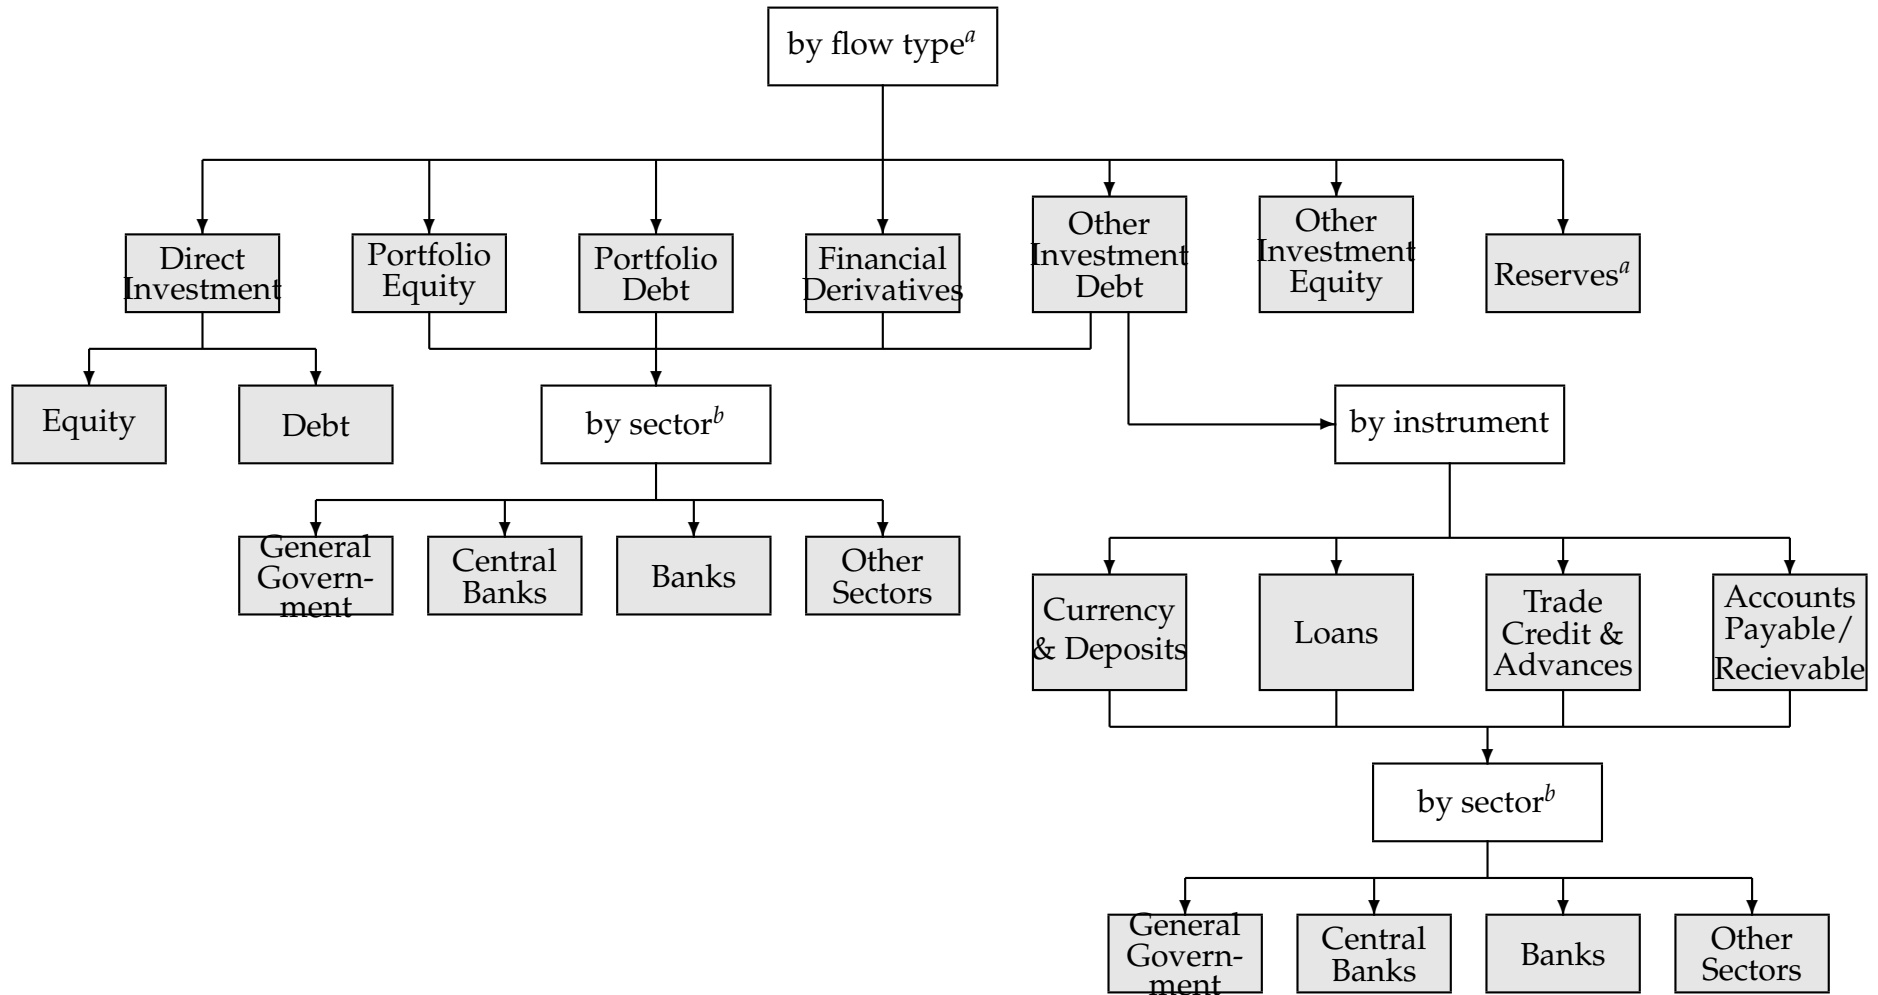 by flow typeᵃ
Direct
Investment
Portfolio
Equity
Portfolio
Debt
Financial
Derivatives
Other
Investment
Debt
Other
Investment
Equity
Reservesᵃ
Equity
Debt
by sectorᵇ
by instrument
General
Govern-
ment
Central
Banks
Banks
Other
Sectors
Currency
& Deposits
Loans
Trade
Credit &
Advances
Accounts
Payable/
Recievable
by sectorᵇ
General
Govern-
ment
Central
Banks
Banks
Other
Sectors